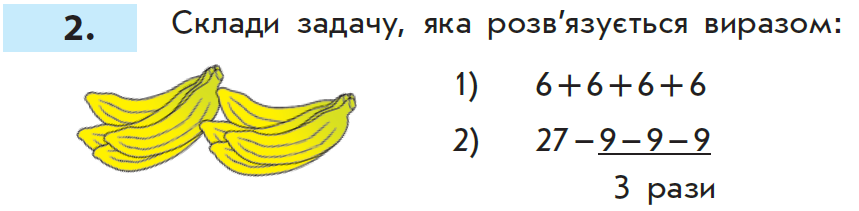 2. Склади задачу, яка розв’язується виразом:
1) 6+6+6+6
2) 27–9–9–9
3 рази